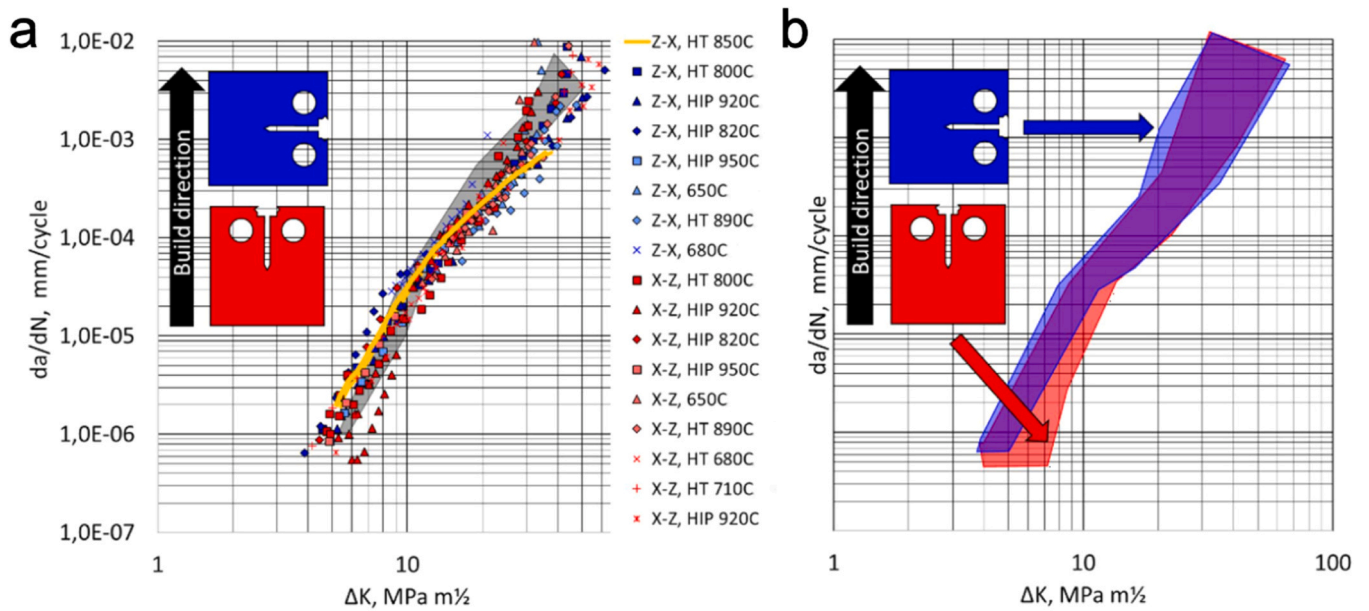 a
1,0E-02
1,0E-03
1,0E-04
1,0E-05
1,0E-06
1,0E-07
da/dN, mm/cycle
Build direction
1
10
ΔK, MPa m½
Z-X, HT 850C
Z-X, HT 800C
Z-X, HIP 920C
Z-X, HIP 820C
Z-X, HIP 950C
Z-X, 650C
Z-X, HT 890C
Z-X, 680C
X-Z, HT 800C
X-Z, HIP 920C
X-Z, HIP 820C
X-Z, HIP 950C
X-Z, 650C
X-Z, HT 890C
X-Z, HT 680C
X-Z, HT 710C
X-Z, HIP 920C
b
da/dN, mm/cycle
Build direction
1
10
100
ΔK, MPa m½